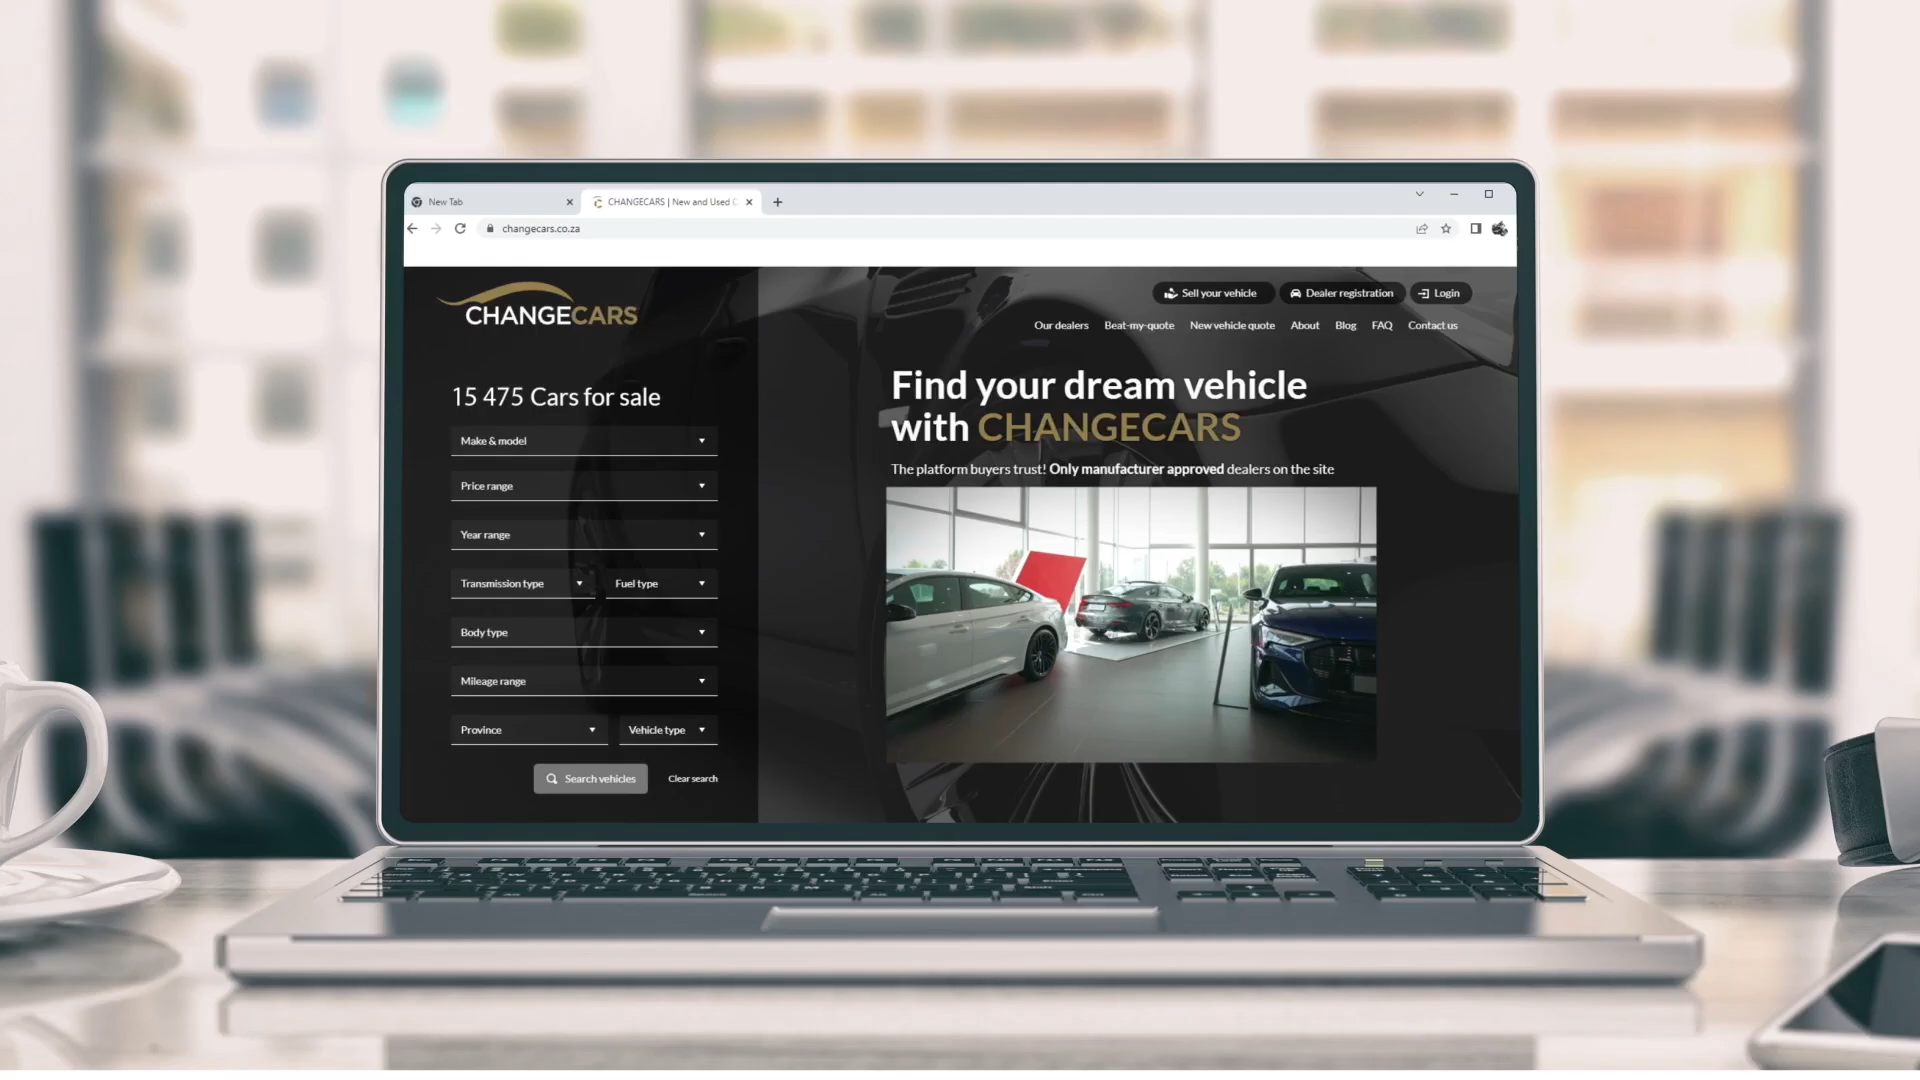 New Tab
CHANGECARS | New and Used C
changecars.co.za
CHANGECARS
Sell your vehicle
Dealer registration
Login
Our dealers
Beat-my-quote
New vehicle quote
About
Blog
FAQ
Contact us
15 475 Cars for sale
Make & model
Price range
Year range
Transmission type
Fuel type
Body type
Mileage range
Province
Vehicle type
Search vehicles
Clear search
Find your dream vehicle
with CHANGECARS
The platform buyers trust! Only manufacturer approved dealers on the site